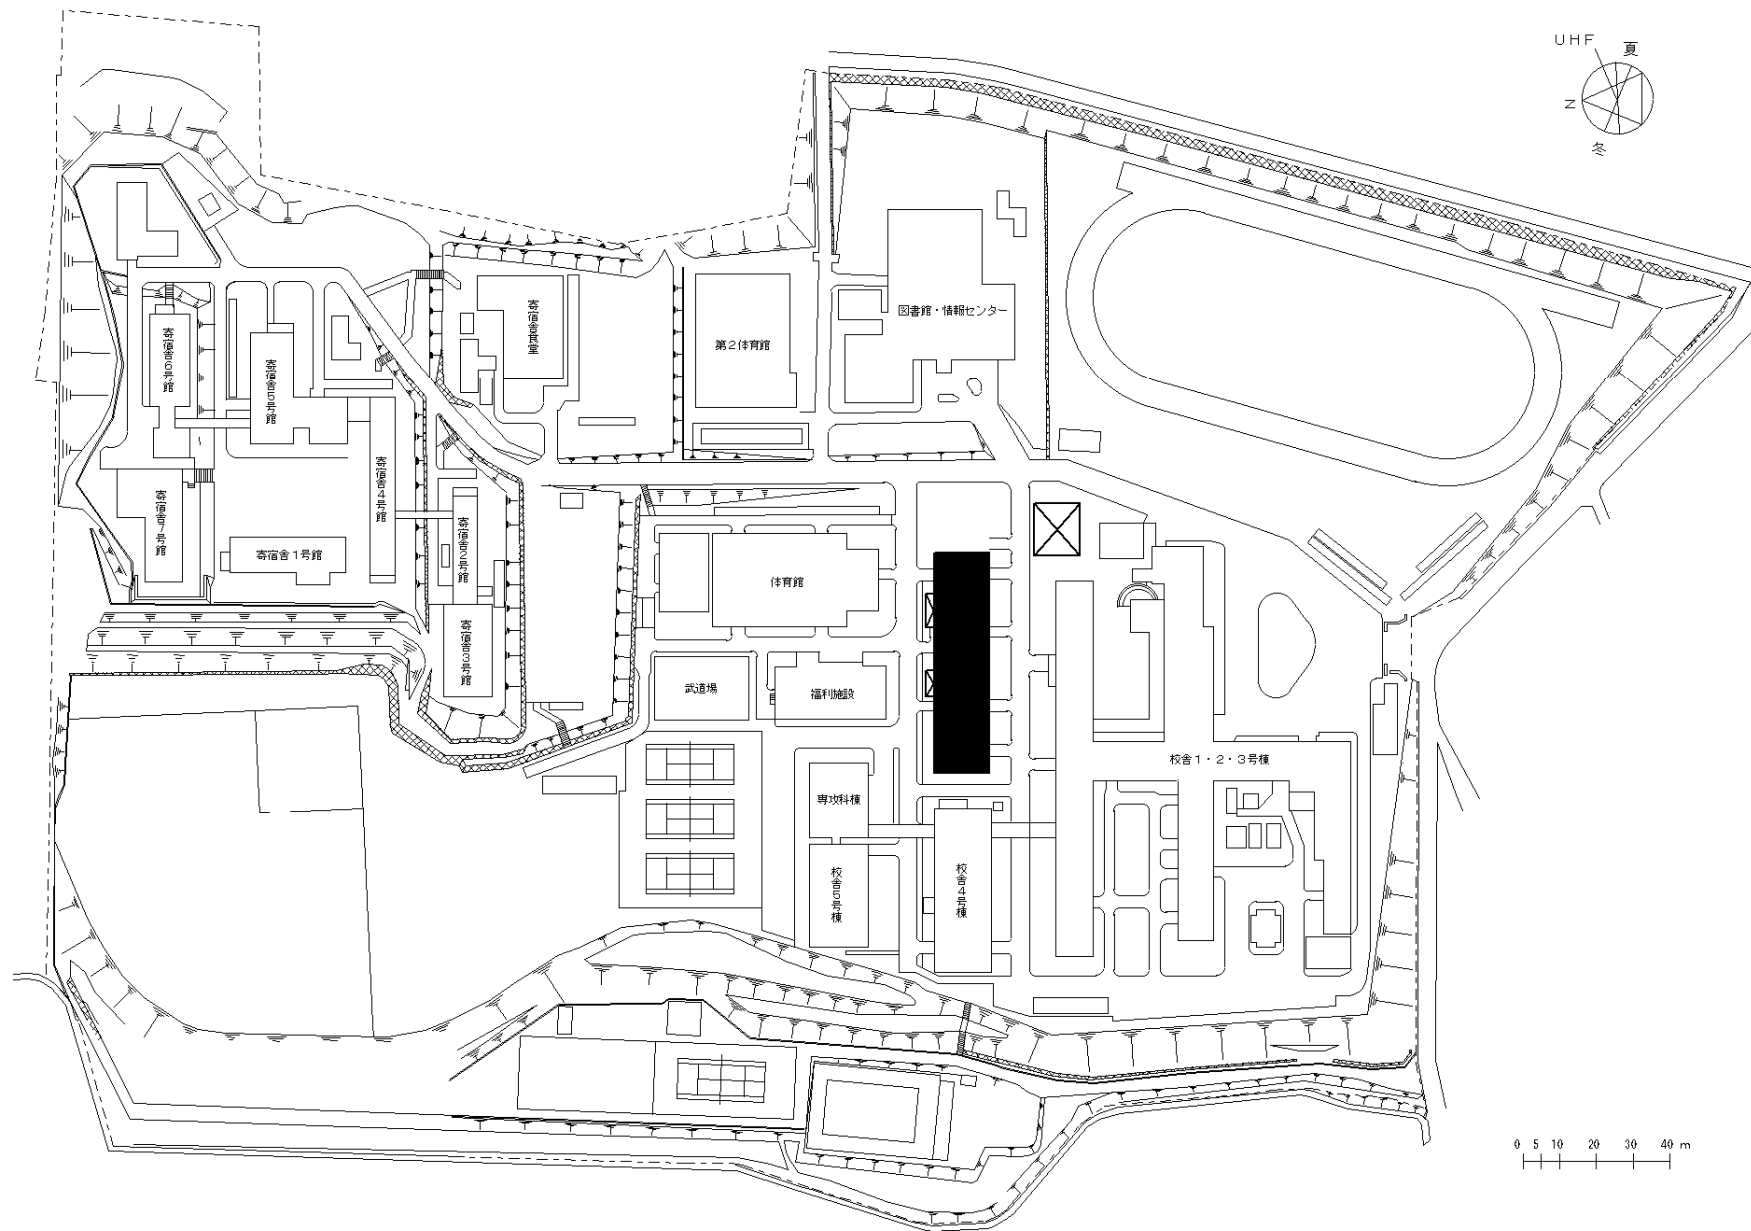 UHF
夏
N
冬
寄宿舎6号館
寄宿舎5号館
寄宿舎食堂
第2体育館
図書館・情報センター
寄宿舎7号館
寄宿舎1号館
寄宿舎4号館
寄宿舎2号館
寄宿舎3号館
体育館
武道場
福利施設
校舎1・2・3号棟
専攻科棟
校舎5号棟
校舎4号棟
0 5 10 20 30 40 m